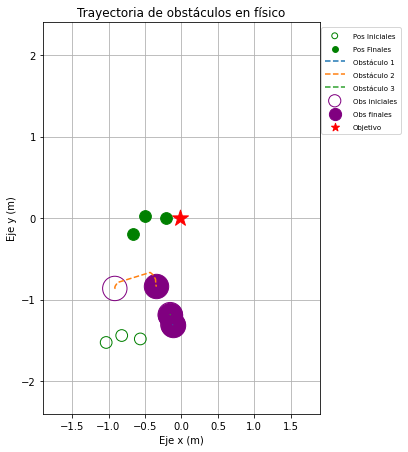 Trayectoria de obstáculos en físico
Pos Iniciales
Pos Finales
Obstáculo 1
Obstáculo 2
Obstáculo 3
Obs iniciales
Obs finales
Objetivo
Eje y (m)
2
1
0
−1
−2
−1.5
−1.0
−0.5
0.0
0.5
1.0
1.5
Eje x (m)